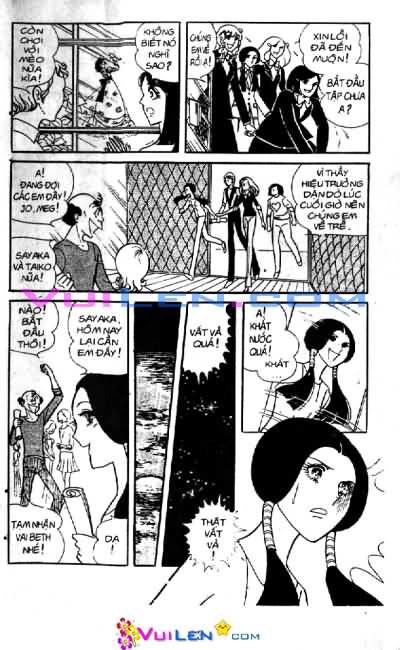 CÒN
CHƠI
VỚI
MÈO
NỮA
KÌA!
KHÔNG
BIẾT NÓ
NGHĨ
SAO?
CHÚNG
EM VỀ
RỒI Ạ!
XIN LỖI
ĐÃ ĐẾN
MUỘN!
BẮT ĐẦU
TẬP CHƯA
Ạ?
A!
ĐANG ĐỢI
CÁC EM ĐÂY!
JO, MEG!
SAYAKA
VÀ TAIKO
NỮA!
VÌ THẦY
HIỆU TRƯỞNG
DẶN DÒ LÚC
CUỐI GIỜ NÊN
CHÚNG EM
VỀ TRỄ.
VUILEN.COM
NÀO!
BẮT
ĐẦU
THÔI!
SAYAKA,
HÔM NAY
LẠI CẦN
EM ĐẤY!
TẠM NHẬN
VAI BETH
NHÉ!
DẠ
!
VẤT VẢ
QUÁ!
THẬT
VẤT
VẢ!
A!
KHÁT
NƯỚC
QUÁ!
KHÁT
VUILEN.COM